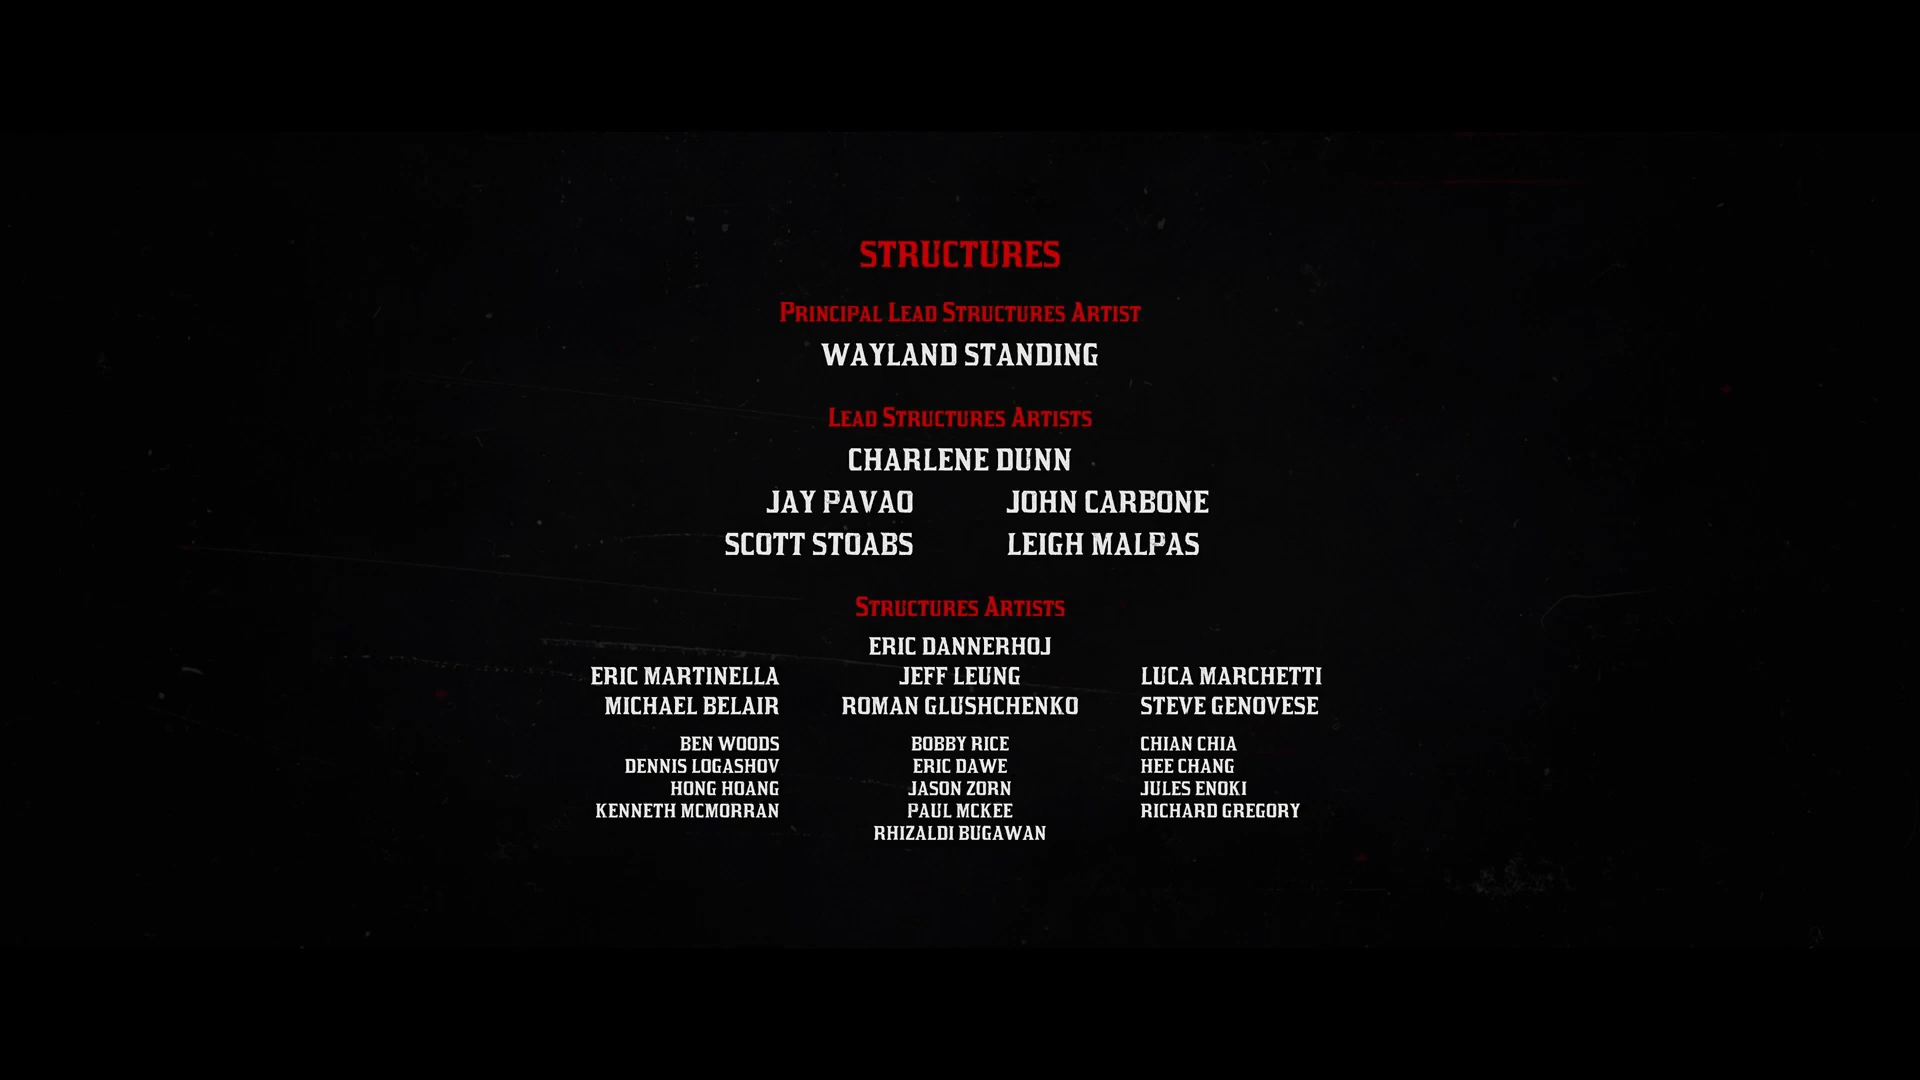 STRUCTURES
PRINCIPAL LEAD STRUCTURES ARTIST
WAYLAND STANDING
LEAD STRUCTURES ARTISTS
CHARLENE DUNN
JAY PAVAO JOHN CARBONE
SCOTT STOABS LEIGH MALPAS
STRUCTURES ARTISTS
ERIC DANNERHOJ
ERIC MARTINELLA JEFF LEUNG LUCA MARCHETTI
MICHAEL BELAIR ROMAN GLUSHCHENKO STEVE GENOVESE
BEN WOODS BOBBY RICE CHIAN CHIA
DENNIS LOGASHOV ERIC DAWE HEE CHANG
HONG HOANG JASON ZORN JULES ENOKI
KENNETH MCMORRAN PAUL MCKEE RICHARD GREGORY
RHIZALDI BUGAWAN